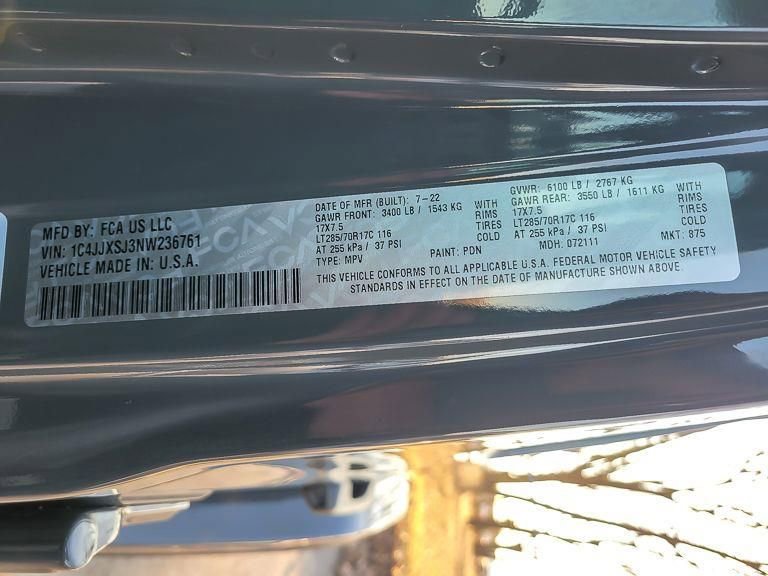 MFD BY: FCA US LLC
VIN: 1C4JJXSJ3NW236761
VEHICLE MADE IN: U.S.A.
DATE OF MFR (BUILT): 7-22
GAWR FRONT: 3400 LB / 1543 KG WITH
17X7.5 RIMS
LT285/70R17C 116 TIRES
AT 255 kPa / 37 PSI COLD
TYPE: MPV PAINT: PDN
GVWR: 6100 LB / 2767 KG
GAWR REAR: 3550 LB / 1611 KG WITH
17X7.5 RIMS
LT285/70R17C 116 TIRES
AT 255 kPa / 37 PSI COLD
MDH: 072111 MKT: 875
THIS VEHICLE CONFORMS TO ALL APPLICABLE U.S.A. FEDERAL MOTOR VEHICLE SAFETY
STANDARDS IN EFFECT ON THE DATE OF MANUFACTURE SHOWN ABOVE.